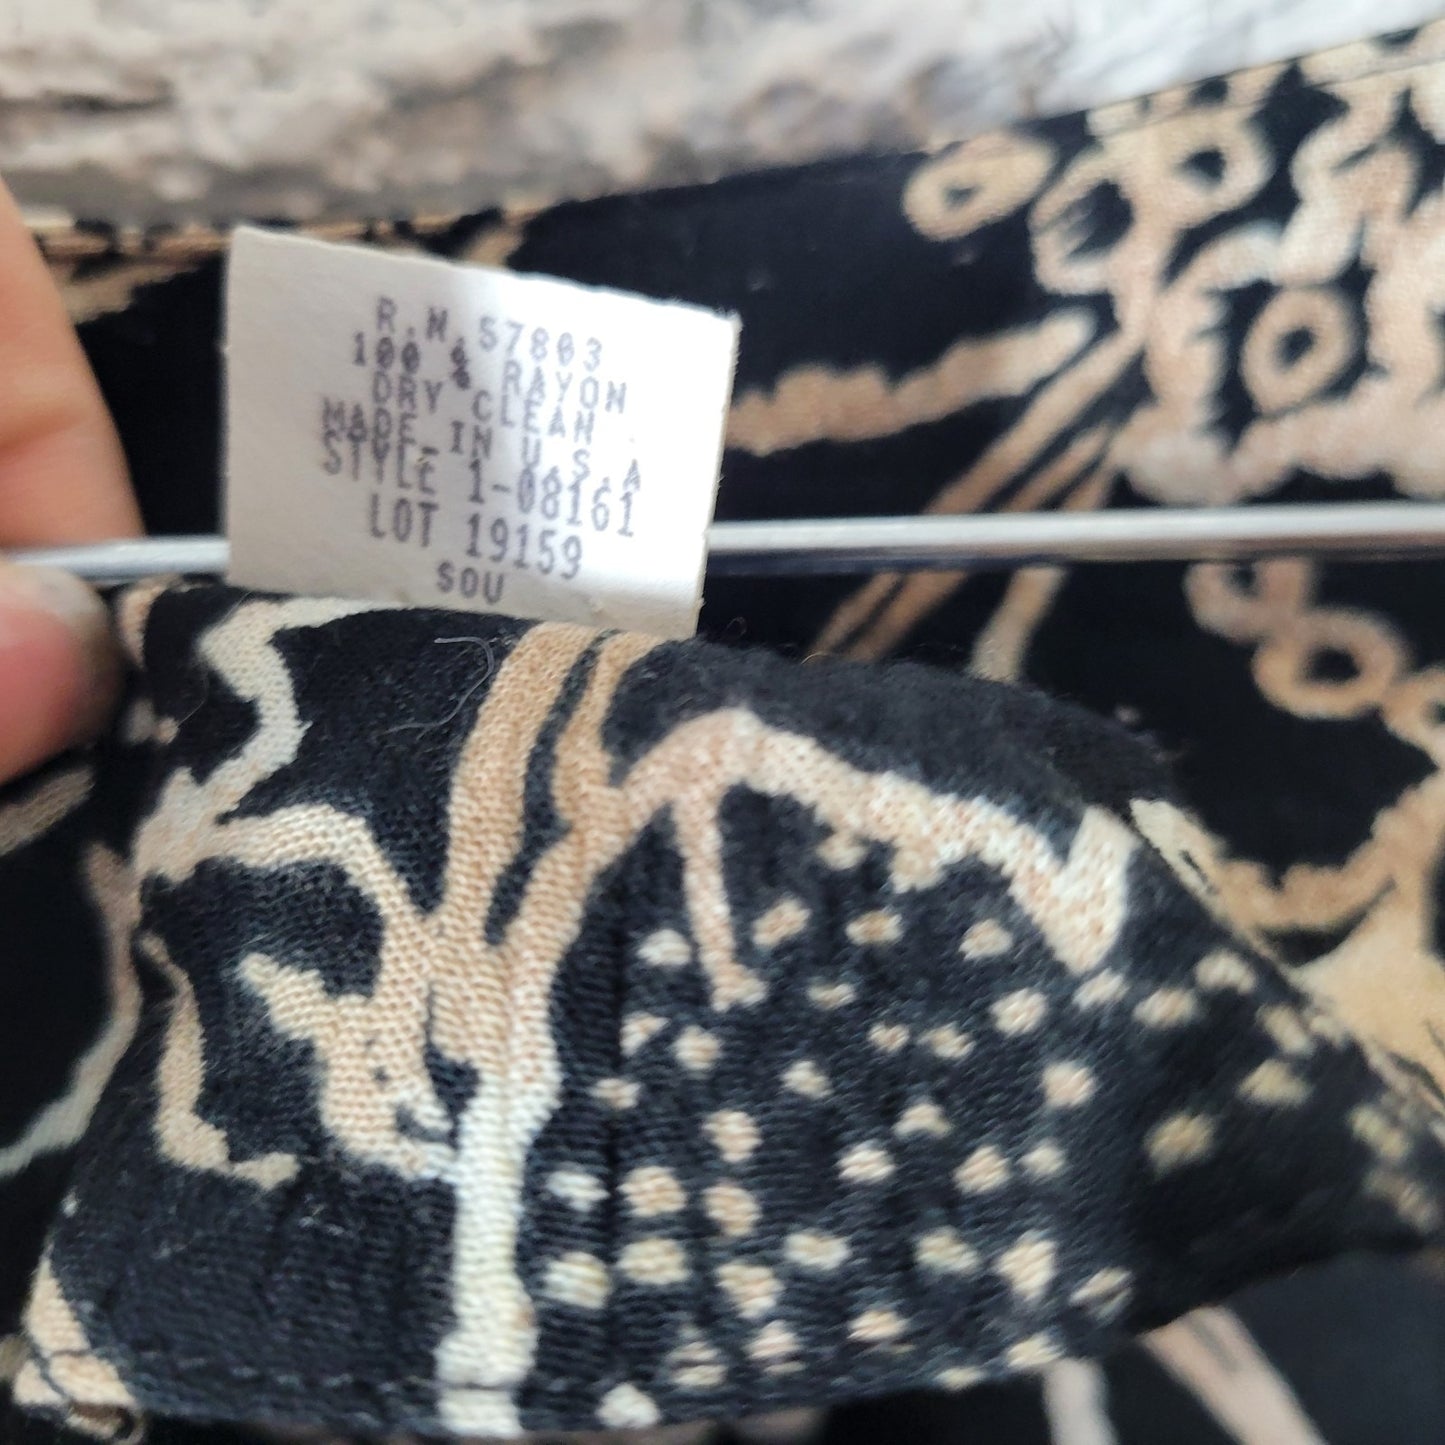 R.N.57803
100 % RAYON
DRY CLEAN
MADE IN U.S.A
STYLE 1-08161
LOT 19159
SOU